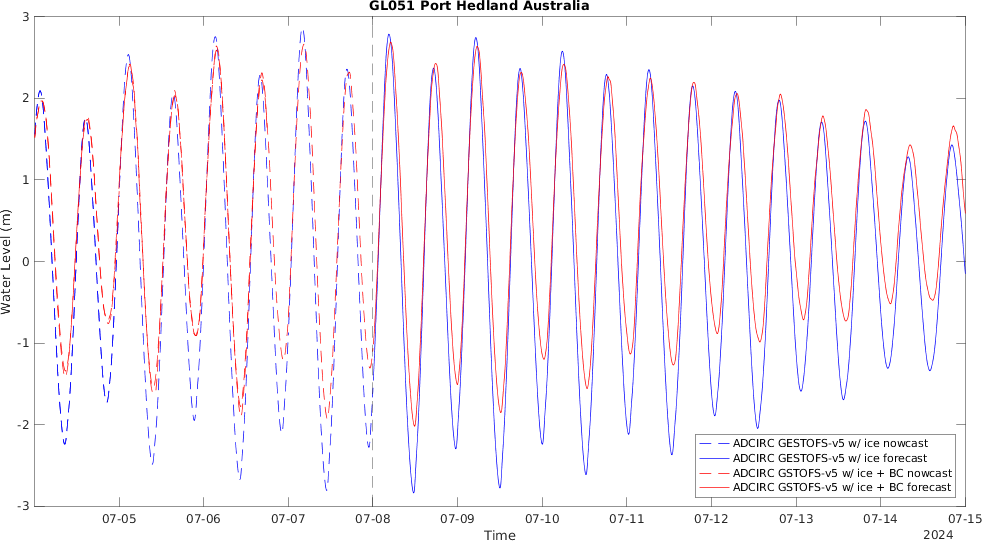 GL051 Port Hedland Australia
3
2
1
0
-1
-2
-3
Water Level (m)
ADCIRC GESTOFS-v5 w/ ice nowcast
ADCIRC GESTOFS-v5 w/ ice forecast
ADCIRC GSTOFS-v5 w/ ice + BC nowcast
ADCIRC GSTOFS-v5 w/ ice + BC forecast
07-05 07-06 07-07 07-08 07-09 07-10 07-11 07-12 07-13 07-14 07-15
Time
2024